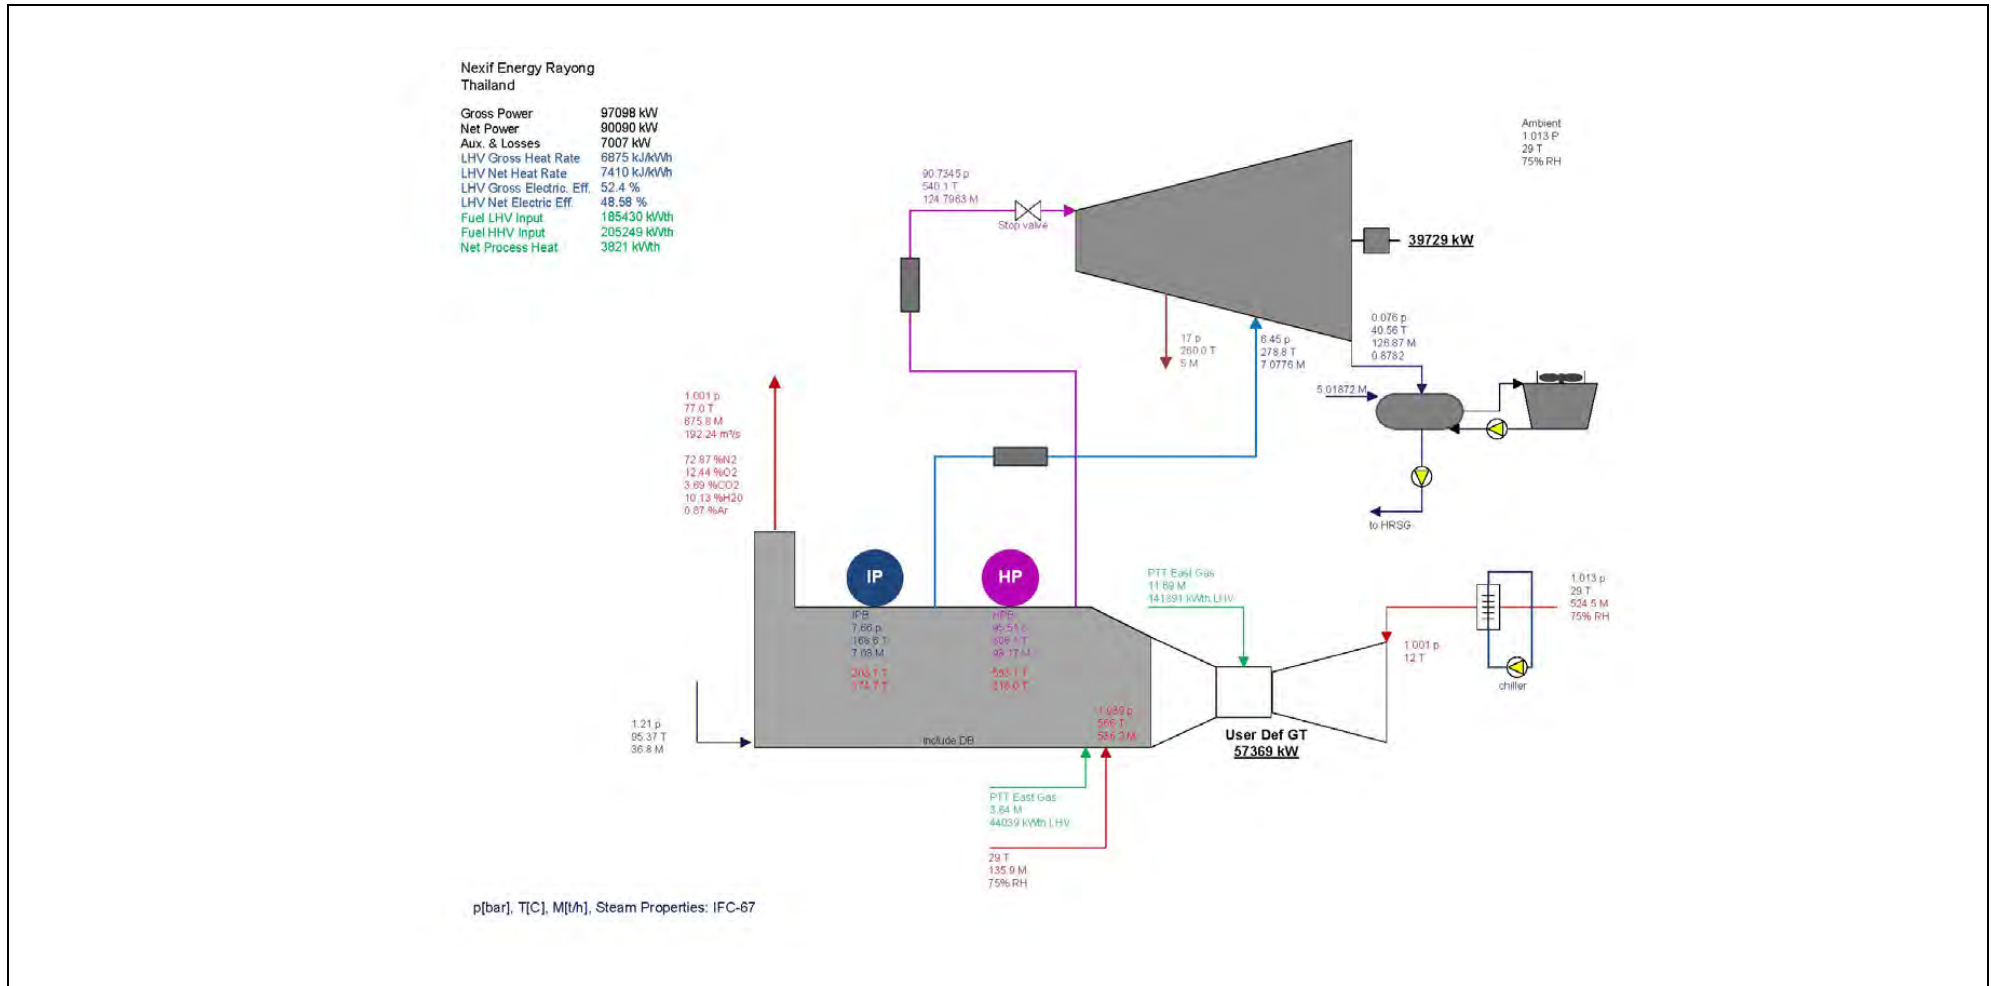 Nexif Energy Rayong
Thailand
Gross Power 97098 kW
Net Power 90090 kW
Aux. & Losses 7007 kW
LHV Gross Heat Rate 6875 kJ/kWh
LHV Net Heat Rate 7410 kJ/kWh
LHV Gross Electric. Eff. 52.4 %
LHV Net Electric Eff. 48.58 %
Fuel LHV Input 185430 kWth
Fuel HHV Input 205249 kWth
Net Process Heat 3821 kWth
Ambient
1.013 P
29 T
75% RH
90.7345 p
540.1 T
124.7963 M
Stop valve
39729 kW
17 p
260.0 T
5 M
6.45 p
278.8 T
7.0776 M
0.076 p
40.56 T
126.87 M
0.8782
5.01872 M
to HRSG
1.001 p
77.0 T
675.8 M
192.24 m³/s
72.87 %N2
12.44 %O2
3.69 %CO2
10.13 %H2O
0.87 %Ar
IP
HP
IPB
7.66 p
168.6 T
7.08 M
HPB
95.51 p
T
M
T
T
PTT East Gas
11.69 M
141391 kWth LHV
1.013 p
29 T
524.5 M
75% RH
1.001 p
12 T
chiller
User Def GT
57369 kW
p
566 T
M
1.21 p
95.37 T
36.8 M
Include DB
PTT East Gas
3.64 M
44039 kWth LHV
29 T
135.9 M
75% RH
p[bar], T[C], M[t/h], Steam Properties: IFC-67